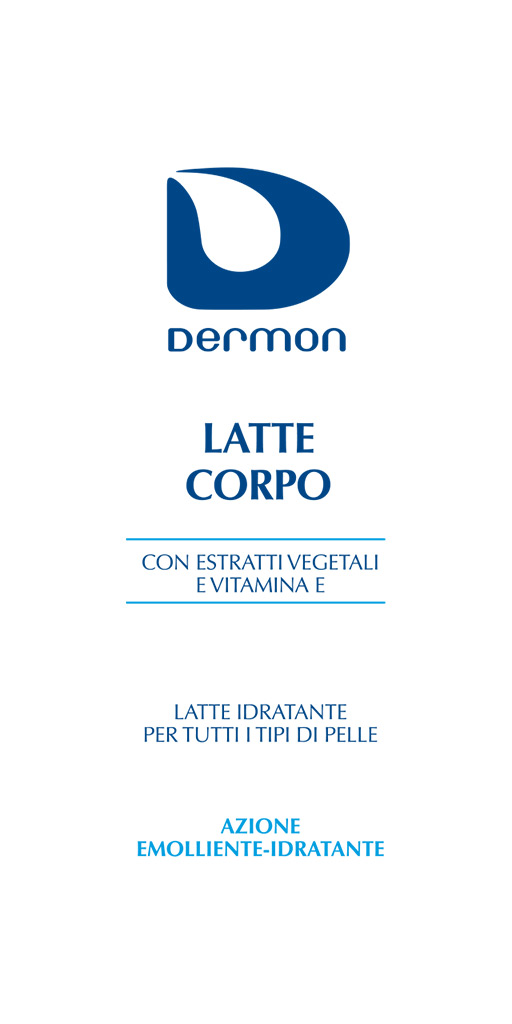 Dermon
LATTE
CORPO
CON ESTRATTI VEGETALI
E VITAMINA E
LATTE IDRATANTE
PER TUTTI I TIPI DI PELLE
AZIONE
EMOLLIENTE-IDRATANTE